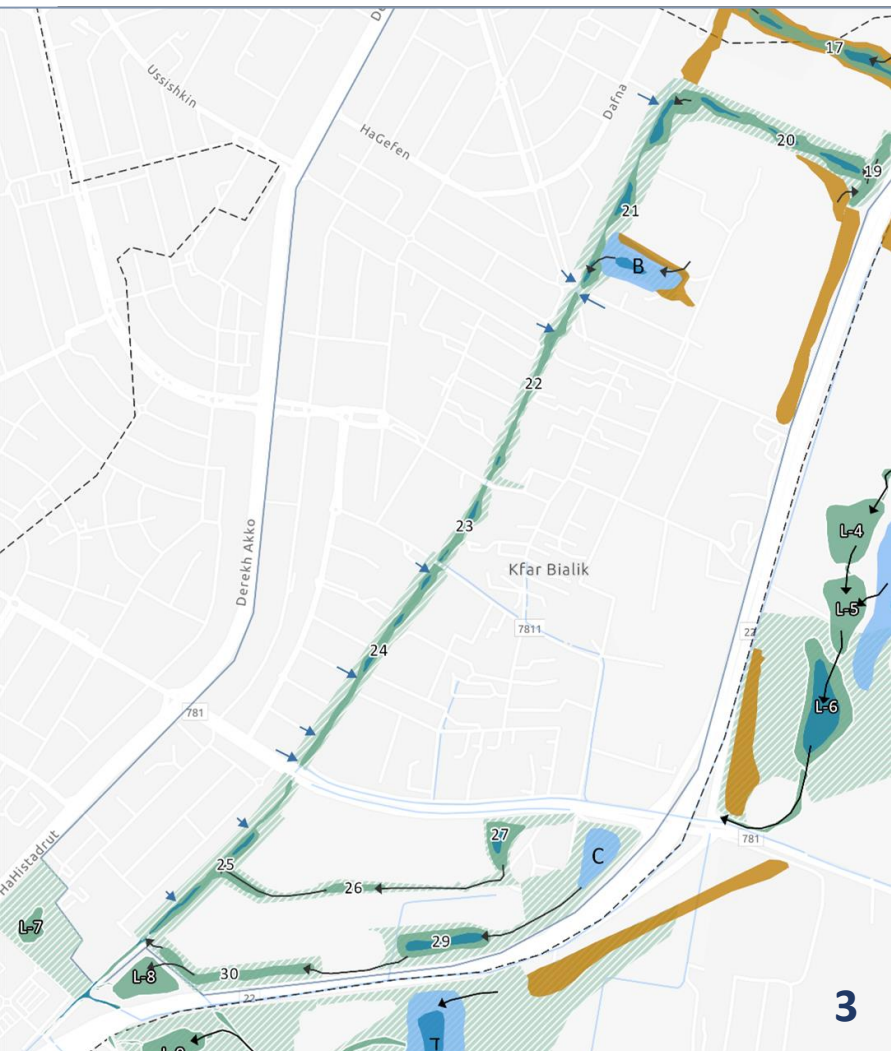 De
17
Ussishkin
Dafna
HaGefen
20
19
21
B
22
L-4
23
Derekh Akko
Kfar Bialik
L-5
7811
22
24
L-6
781
27
781
C
25
HaHistadrut
26
L-7
29
30
L-8
22
3